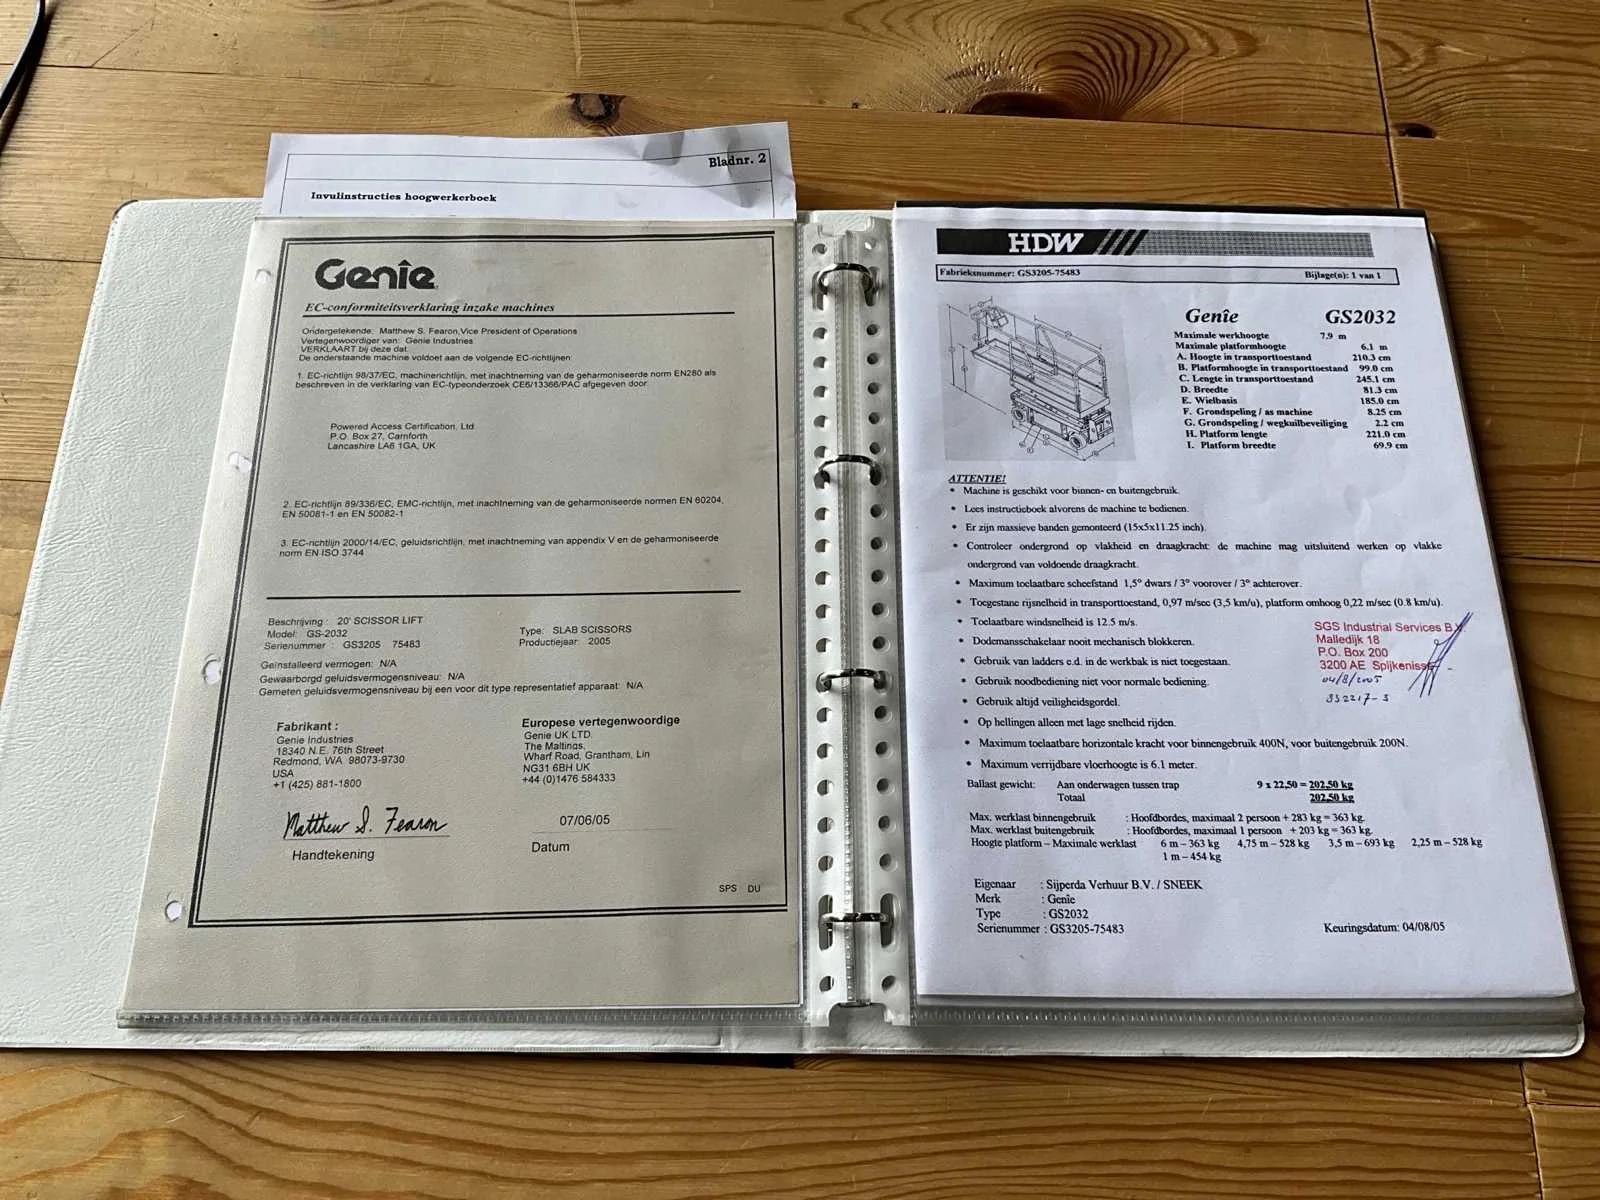 Bladnr. 2
Invulinstructies hoogwerkerboek
Genie
EC-conformiteitsverklaring inzake machines
Ondergetekende: Matthew S. Fearon,Vice President of Operations
Vertegenwoordiger van: Genie Industries
VERKLAART bij deze dat:
De onderstaande machine voldoet aan de volgende EC-richtlijnen:
1. EC-richtlijn 98/37/EC, machinerichtlijn, met inachtneming van de geharmoniseerde norm EN280 als
beschreven in de verklaring van EC-typeonderzoek CE6/13366/PAC afgegeven door:
Powered Access Certification, Ltd
P.O. Box 27, Carnforth
Lancashire LA6 1GA, UK
2. EC-richtlijn 89/336/EC, EMC-richtlijn, met inachtneming van de geharmoniseerde normen EN 60204,
EN 50081-1 en EN 50082-1
3. EC-richtlijn 2000/14/EC, geluidsrichtlijn, met inachtneming van appendix V en de geharmoniseerde
norm EN ISO 3744
Beschrijving : 20' SCISSOR LIFT
Model: GS-2032
Serienummer : GS3205 75483
Type: SLAB SCISSORS
Productiejaar: 2005
Geïnstalleerd vermogen: N/A
Gewaarborgd geluidsvermogensniveau: N/A
Gemeten geluidsvermogensniveau bij een voor dit type representatief apparaat: N/A
Fabrikant :
Genie Industries
18340 N.E. 76th Street
Redmond, WA 98073-9730
USA
+1 (425) 881-1800
Europese vertegenwoordige
Genie UK LTD.
The Maltings,
Wharf Road, Grantham, Lin
NG31 6BH UK
+44 (0)1476 584333
Matthew S. Fearon
Handtekening
07/06/05
Datum
SPS DU
HDW
Fabrieksnummer: GS3205-75483
Bijlage(n): 1 van 1
Genîe GS2032
Maximale werkhoogte 7.9 m
Maximale platformhoogte 6.1 m
A. Hoogte in transporttoestand 210.3 cm
B. Platformhoogte in transporttoestand 99.0 cm
C. Lengte in transporttoestand 245.1 cm
D. Breedte 81.3 cm
E. Wielbasis 185.0 cm
F. Grondspeling / as machine 8.25 cm
G. Grondspeling / wegkuilbeveiliging 2.2 cm
H. Platform lengte 221.0 cm
I. Platform breedte 69.9 cm
ATTENTIE!
• Machine is geschikt voor binnen- en buitengebruik.
• Lees instructieboek alvorens de machine te bedienen.
• Er zijn massieve banden gemonteerd (15x5x11.25 inch).
• Controleer ondergrond op vlakheid en draagkracht: de machine mag uitsluitend werken op vlakke
ondergrond van voldoende draagkracht.
• Maximum toelaatbare scheefstand 1,5° dwars / 3° voorover / 3° achterover.
• Toegestane rijsnelheid in transporttoestand, 0,97 m/sec (3,5 km/u), platform omhoog 0,22 m/sec (0.8 km/u).
• Toelaatbare windsnelheid is 12.5 m/s.
• Dodemansschakelaar nooit mechanisch blokkeren.
• Gebruik van ladders e.d. in de werkbak is niet toegestaan.
• Gebruik noodbediening niet voor normale bediening.
• Gebruik altijd veiligheidsgordel.
• Op hellingen alleen met lage snelheid rijden.
• Maximum toelaatbare horizontale kracht voor binnengebruik 400N, voor buitengebruik 200N.
• Maximum verrijdbare vloerhoogte is 6.1 meter.
SGS Industrial Services B.V.
Malledijk 18
P.O. Box 200
3200 AE Spijkenisse
04/8/2005
332217-3
Ballast gewicht: Aan onderwagen tussen trap 9 x 22,50 = 202,50 kg
Totaal 202,50 kg
Max. werklast binnengebruik : Hoofdbordes, maximaal 2 persoon + 283 kg = 363 kg.
Max. werklast buitengebruik : Hoofdbordes, maximaal 1 persoon + 203 kg = 363 kg.
Hoogte platform – Maximale werklast 6 m – 363 kg 4,75 m – 528 kg 3,5 m – 693 kg 2,25 m – 528 kg
1 m – 454 kg
Eigenaar : Sijperda Verhuur B.V. / SNEEK
Merk : Genîe
Type : GS2032
Serienummer : GS3205-75483
Keuringsdatum: 04/08/05